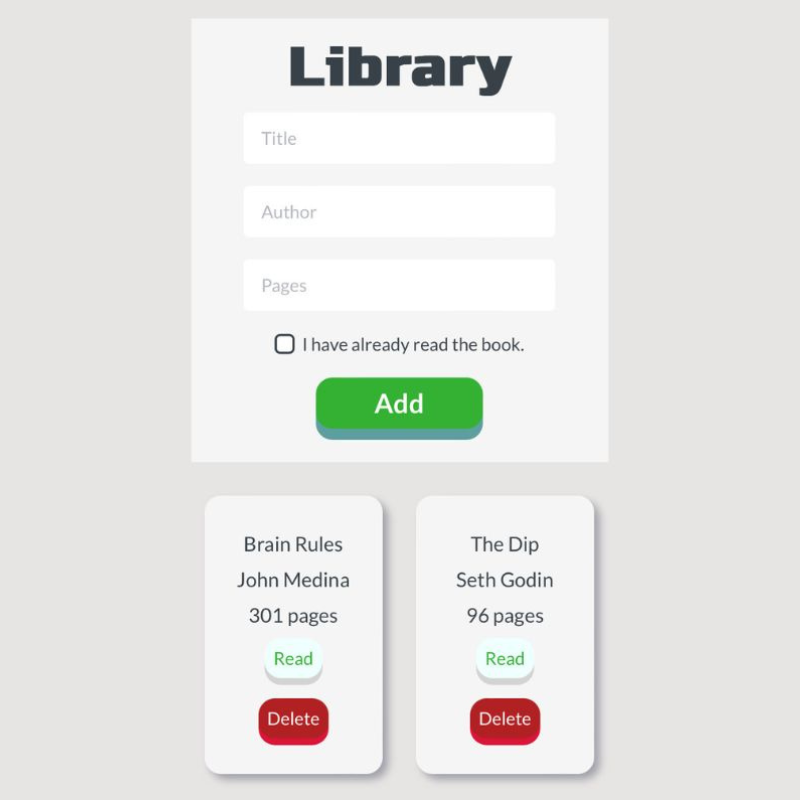 Library
Title
Author
Pages
I have already read the book.
Add
Brain Rules
John Medina
301 pages
Read
Delete
The Dip
Seth Godin
96 pages
Read
Delete